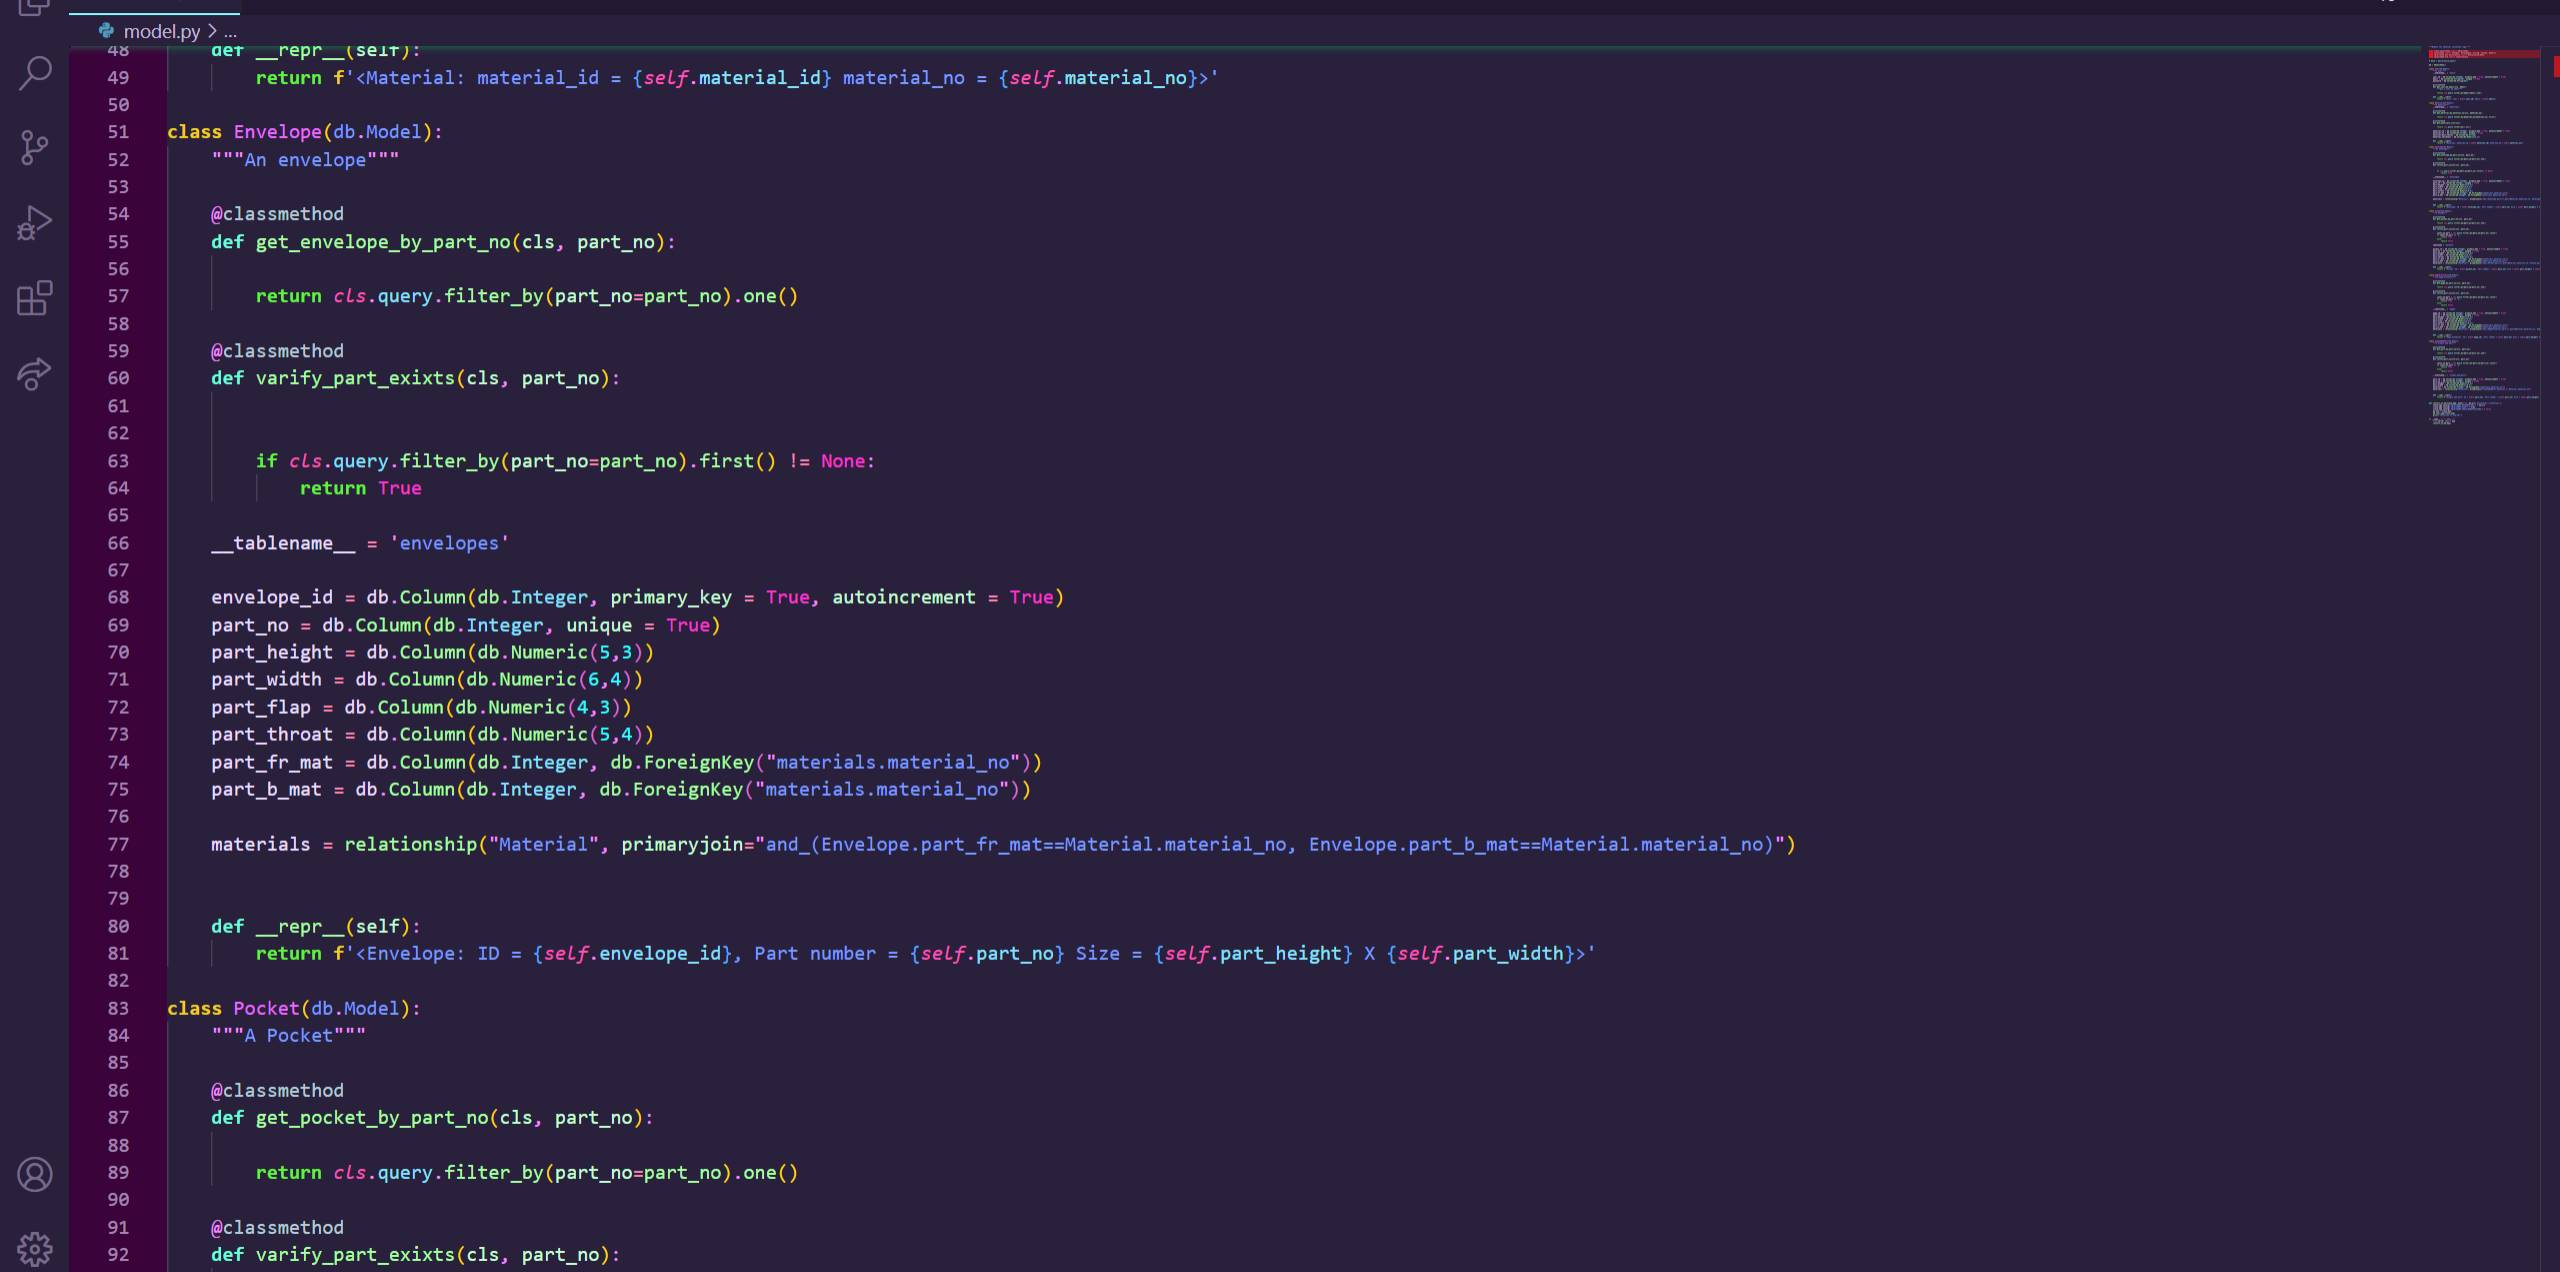 model.py > ...
48 def __repr__(self):
49 return f'<Material: material_id = {self.material_id} material_no = {self.material_no}>'
50
51 class Envelope(db.Model):
52 """An envelope"""
53
54 @classmethod
55 def get_envelope_by_part_no(cls, part_no):
56
57 return cls.query.filter_by(part_no=part_no).one()
58
59 @classmethod
60 def varify_part_exixts(cls, part_no):
61
62
63 if cls.query.filter_by(part_no=part_no).first() != None:
64 return True
65
66 __tablename__ = 'envelopes'
67
68 envelope_id = db.Column(db.Integer, primary_key = True, autoincrement = True)
69 part_no = db.Column(db.Integer, unique = True)
70 part_height = db.Column(db.Numeric(5,3))
71 part_width = db.Column(db.Numeric(6,4))
72 part_flap = db.Column(db.Numeric(4,3))
73 part_throat = db.Column(db.Numeric(5,4))
74 part_fr_mat = db.Column(db.Integer, db.ForeignKey("materials.material_no"))
75 part_b_mat = db.Column(db.Integer, db.ForeignKey("materials.material_no"))
76
77 materials = relationship("Material", primaryjoin="and_(Envelope.part_fr_mat==Material.material_no, Envelope.part_b_mat==Material.material_no)")
78
79
80 def __repr__(self):
81 return f'<Envelope: ID = {self.envelope_id}, Part number = {self.part_no} Size = {self.part_height} X {self.part_width}>'
82
83 class Pocket(db.Model):
84 """A Pocket"""
85
86 @classmethod
87 def get_pocket_by_part_no(cls, part_no):
88
89 return cls.query.filter_by(part_no=part_no).one()
90
91 @classmethod
92 def varify_part_exixts(cls, part_no):